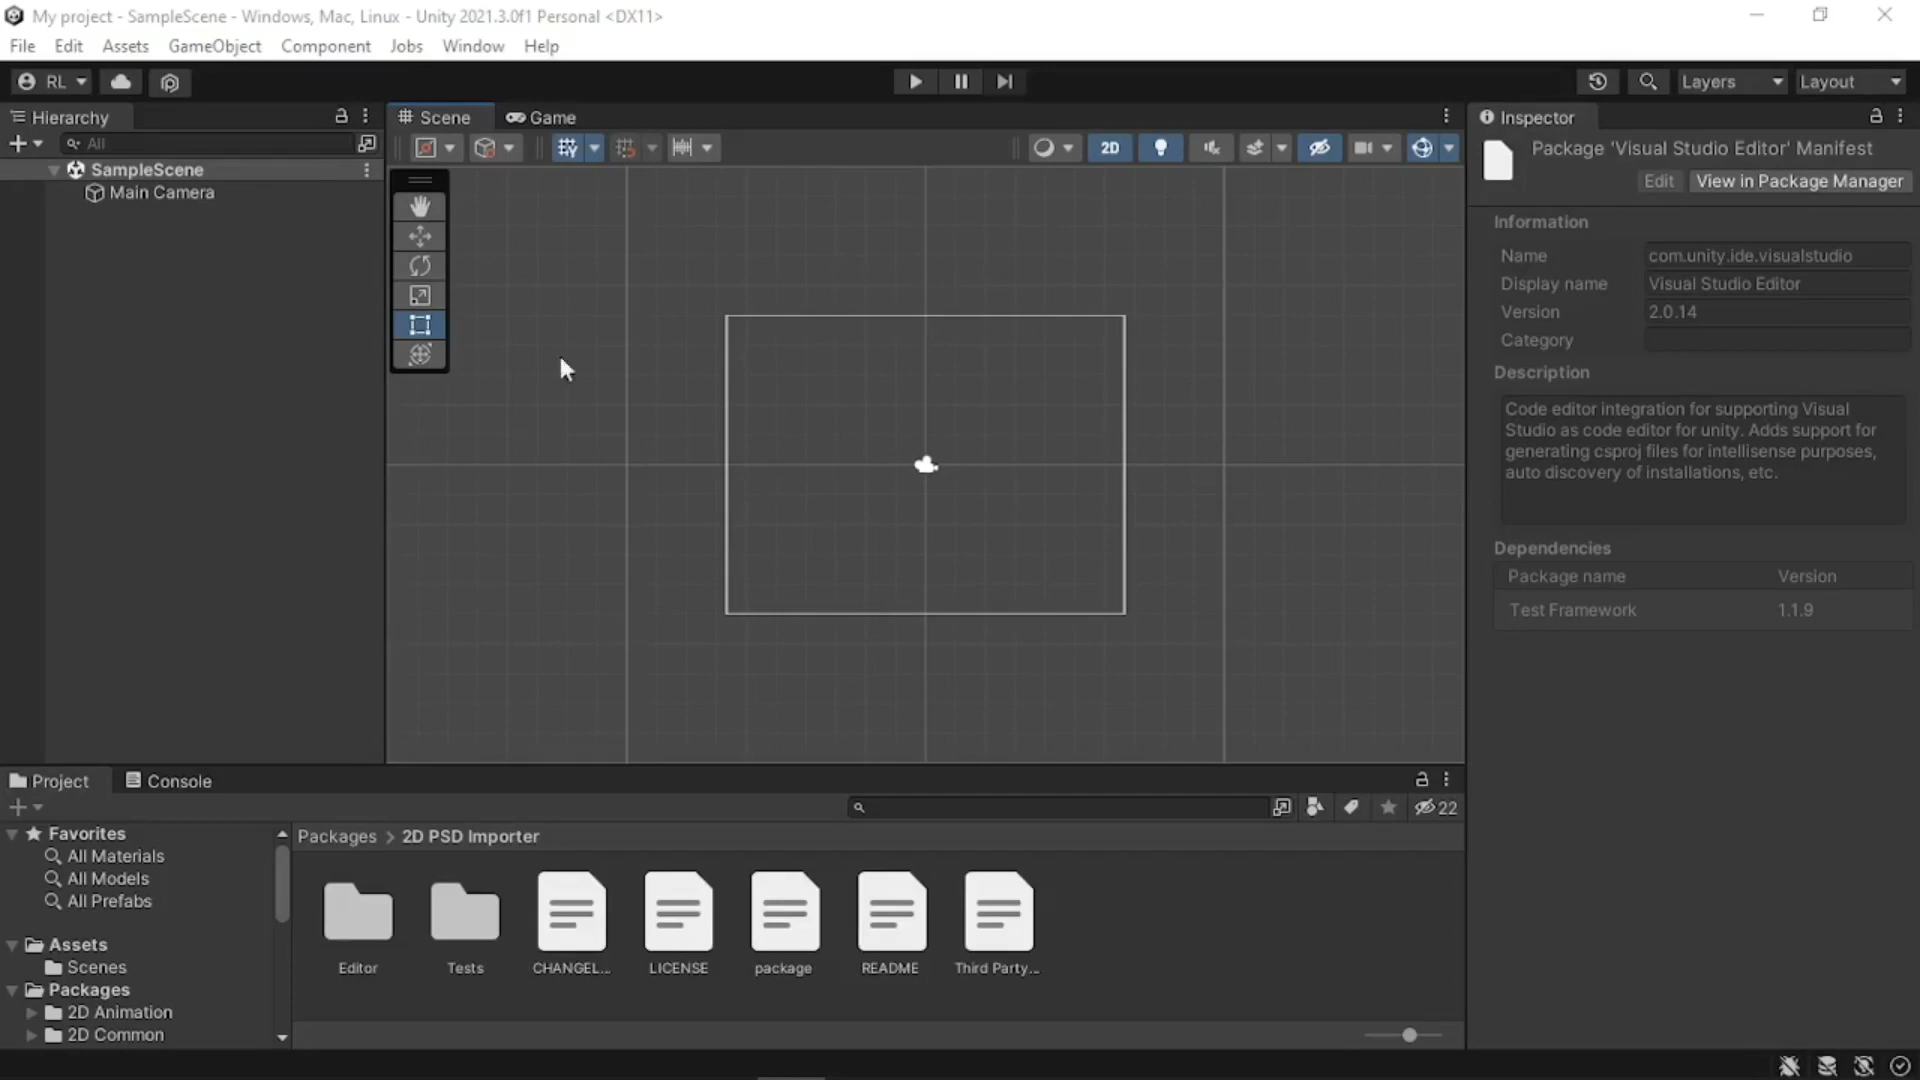 My project - SampleScene - Windows, Mac, Linux - Unity 2021.3.0f1 Personal <DX11>
File Edit Assets GameObject Component Jobs Window Help
RL Layers Layout
Hierarchy
All
SampleScene
Main Camera
Scene Game
2D
Inspector
Package 'Visual Studio Editor' Manifest
Edit View in Package Manager
Information
Name com.unity.ide.visualstudio
Display name Visual Studio Editor
Version 2.0.14
Category
Description
Code editor integration for supporting Visual
Studio as code editor for unity. Adds support for
generating csproj files for intellisense purposes,
auto discovery of installations, etc.
Dependencies
Package name Version
Test Framework 1.1.9
Project Console
22
Favorites
All Materials
All Models
All Prefabs
Assets
Scenes
Packages
2D Animation
2D Common
Packages > 2D PSD Importer
Editor Tests CHANGEL... LICENSE package README Third Party...